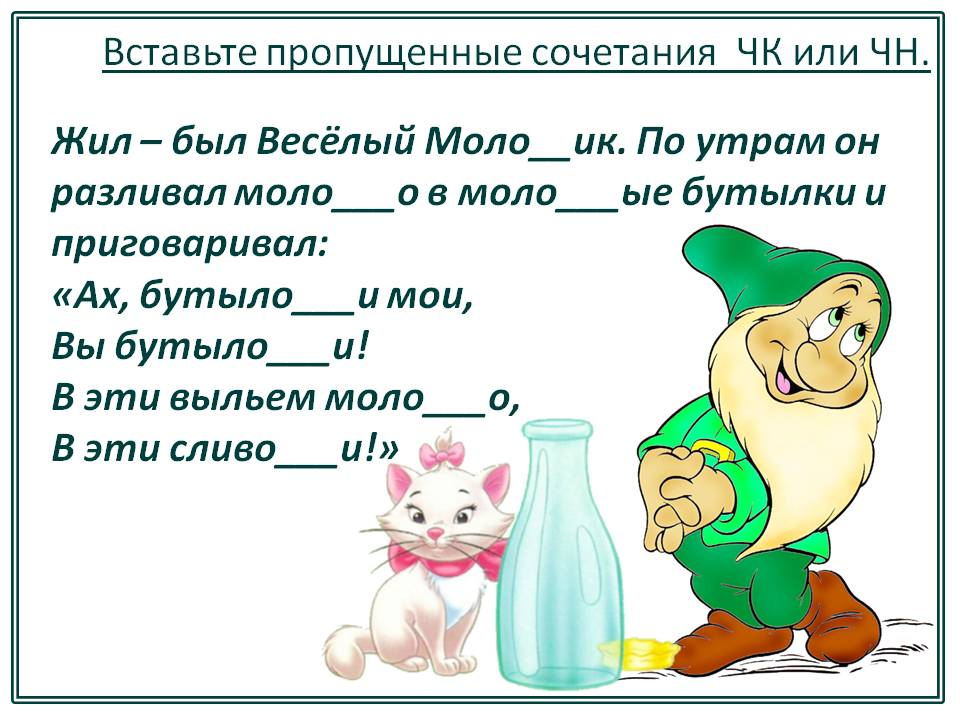 Вставьте пропущенные сочетания ЧК или ЧН.
Жил – был Весёлый Моло__ик. По утрам он
разливал моло___о в моло___ые бутылки и
приговаривал:
«Ах, бутыло___и мои,
Вы бутыло___и!
В эти выльем моло___о,
В эти сливо___и!»